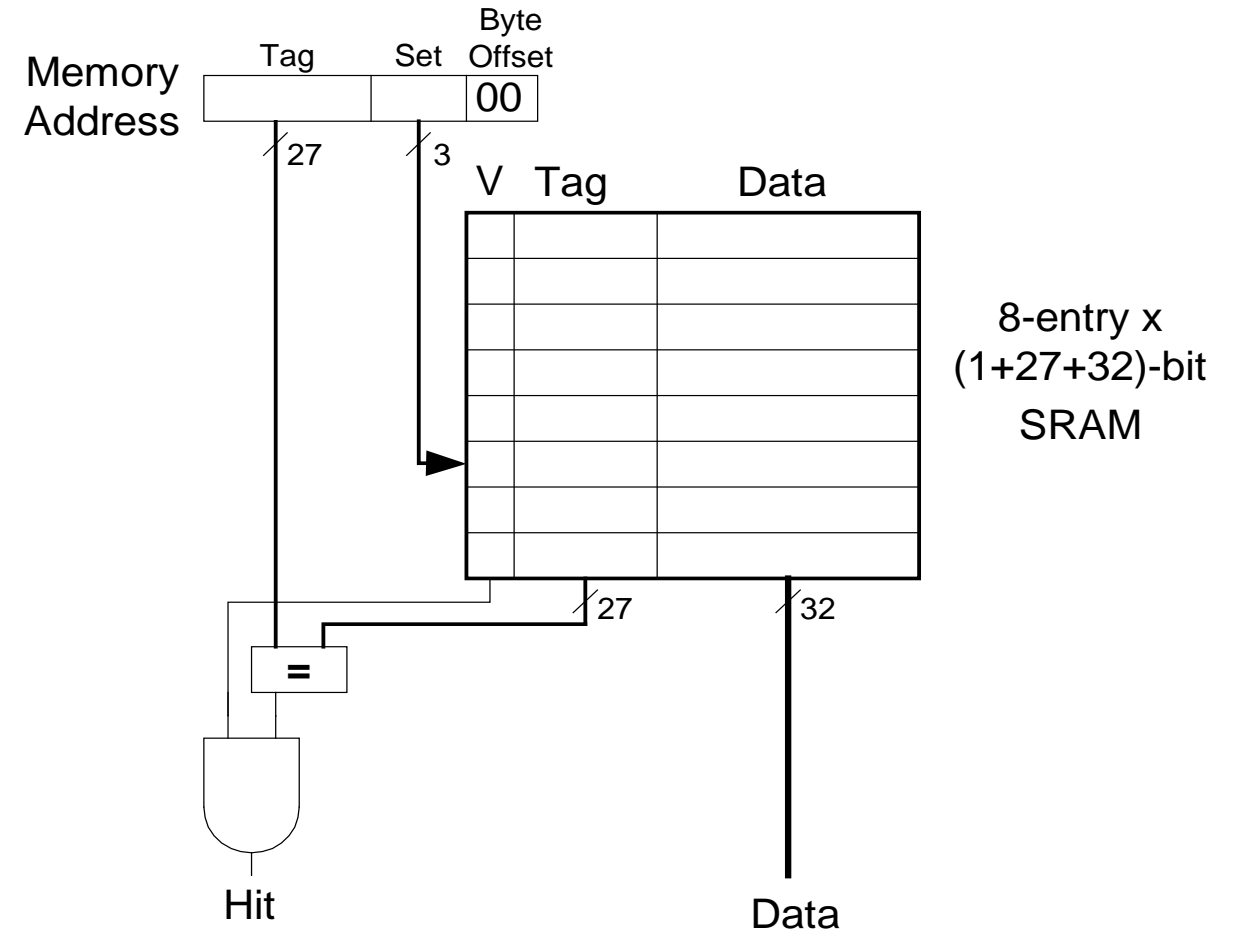 Byte
Tag Set Offset
Memory
Address
00
27 3
V Tag Data
8-entry x
(1+27+32)-bit
SRAM
27 32
=
Hit
Data